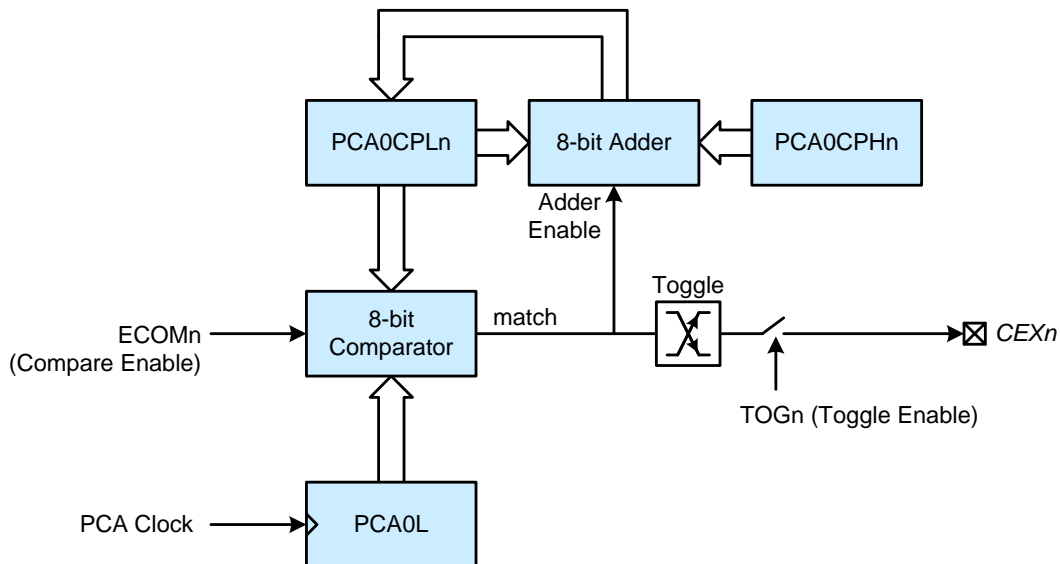 PCA0CPLn
8-bit Adder
PCA0CPHn
Adder
Enable
Toggle
ECOMn
(Compare Enable)
8-bit
Comparator
match
CEXn
TOGn (Toggle Enable)
PCA Clock
PCA0L